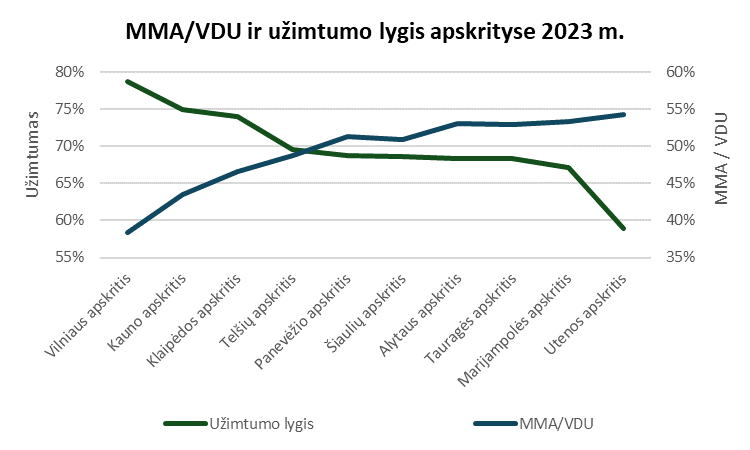 MMA/VDU ir užimtumo lygis apskrityse 2023 m.
80%
75%
70%
65%
60%
55%
Užimtumas
60%
55%
50%
45%
40%
35%
MMA / VDU
Vilniaus apskritis
Kauno apskritis
Klaipėdos apskritis
Telšių apskritis
Panevėžio apskritis
Šiaulių apskritis
Alytaus apskritis
Tauragės apskritis
Marijampolės apskritis
Utenos apskritis
Užimtumo lygis
MMA/VDU